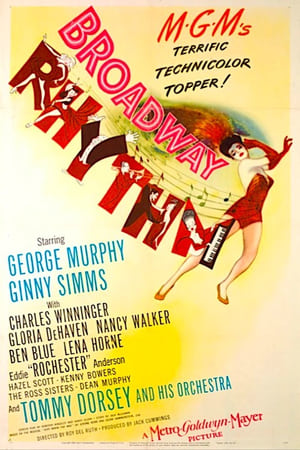 M-G-M's
TERRIFIC
TECHNICOLOR
TOPPER!
BROADWAY
RHYTHM
Starring
GEORGE MURPHY
GINNY SIMMS
With
CHARLES WINNINGER
GLORIA DeHAVEN NANCY WALKER
BEN BLUE LENA HORNE
Eddie "ROCHESTER" Anderson
HAZEL SCOTT · KENNY BOWERS
THE ROSS SISTERS · DEAN MURPHY
And TOMMY DORSEY AND HIS ORCHESTRA
DIRECTED BY ROY DEL RUTH · PRODUCED BY JACK CUMMINGS
A Metro-Goldwyn-Mayer
PICTURE